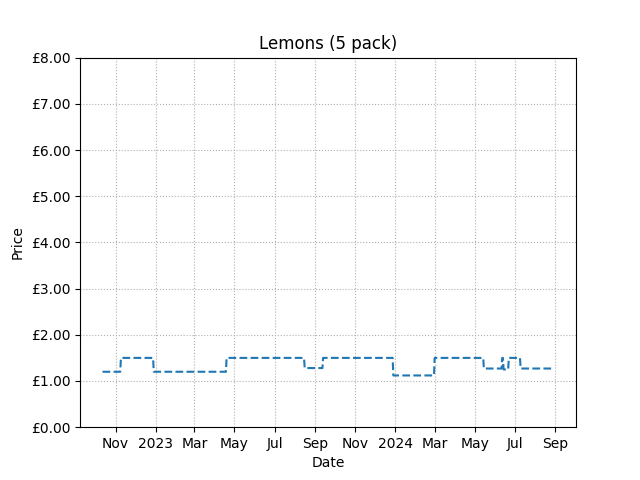 Lemons (5 pack)
£8.00
£7.00
£6.00
£5.00
£4.00
£3.00
£2.00
£1.00
£0.00
Price
Nov 2023 Mar May Jul Sep Nov 2024 Mar May Jul Sep
Date